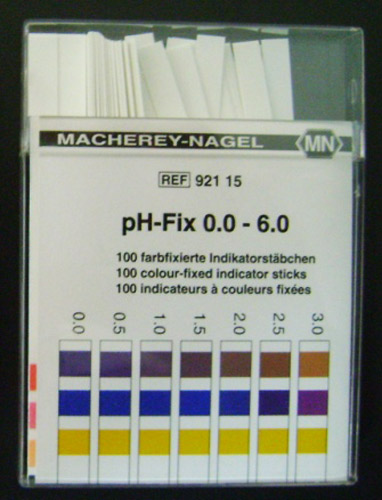 MACHEREY-NAGEL MN
REF 921 15
pH-Fix 0.0 - 6.0
100 farbfixierte Indikatorstäbchen
100 colour-fixed indicator sticks
100 indicateurs à couleurs fixées
0.0 0.5 1.0 1.5 2.0 2.5 3.0